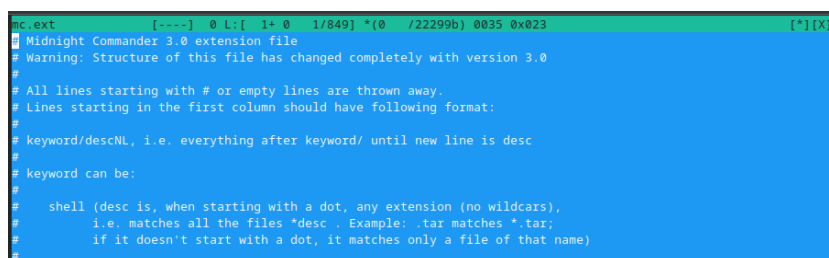 mc.ext [----] 0 L:[ 1+ 0 1/849] *(0 /22299b) 0035 0x023 [*][X]
# Midnight Commander 3.0 extension file
# Warning: Structure of this file has changed completely with version 3.0
#
# All lines starting with # or empty lines are thrown away.
# Lines starting in the first column should have following format:
#
# keyword/descNL, i.e. everything after keyword/ until new line is desc
#
# keyword can be:
#
# shell (desc is, when starting with a dot, any extension (no wildcars),
# i.e. matches all the files *desc . Example: .tar matches *.tar;
# if it doesn't start with a dot, it matches only a file of that name)
#